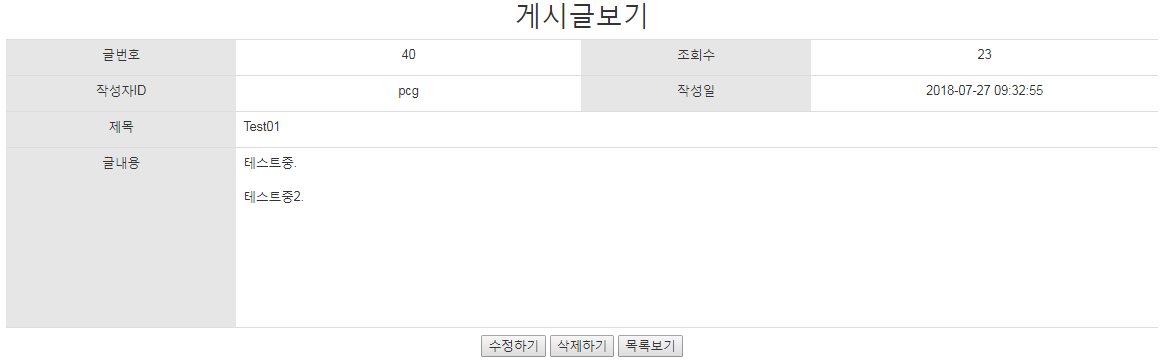 게시글보기
글번호 40 조회수 23
작성자ID pcg 작성일 2018-07-27 09:32:55
제목 Test01
글내용 테스트중.
테스트중2.
수정하기 삭제하기 목록보기